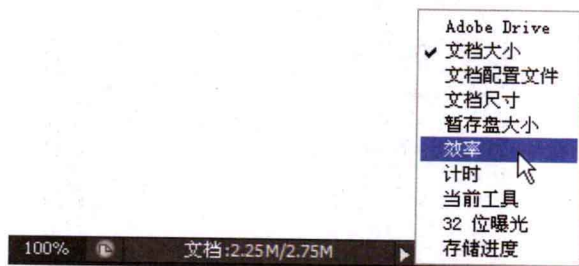 Adobe Drive
文档大小
文档配置文件
文档尺寸
暂存盘大小
效率
计时
当前工具
32 位曝光
存储进度
100% 文档:2.25M/2.75M